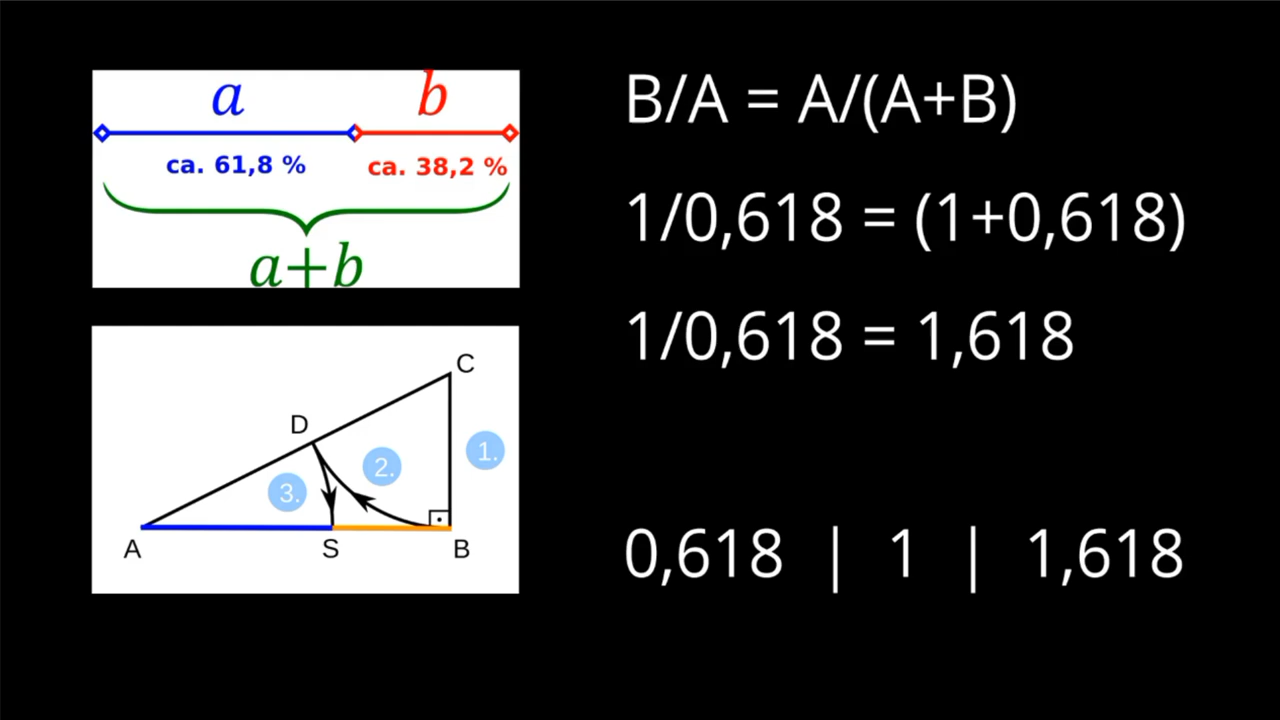 a b
ca. 61,8 % ca. 38,2 %
a+b
C
D
1.
2.
3.
A S B
B/A = A/(A+B)
1/0,618 = (1+0,618)
1/0,618 = 1,618
0,618 | 1 | 1,618